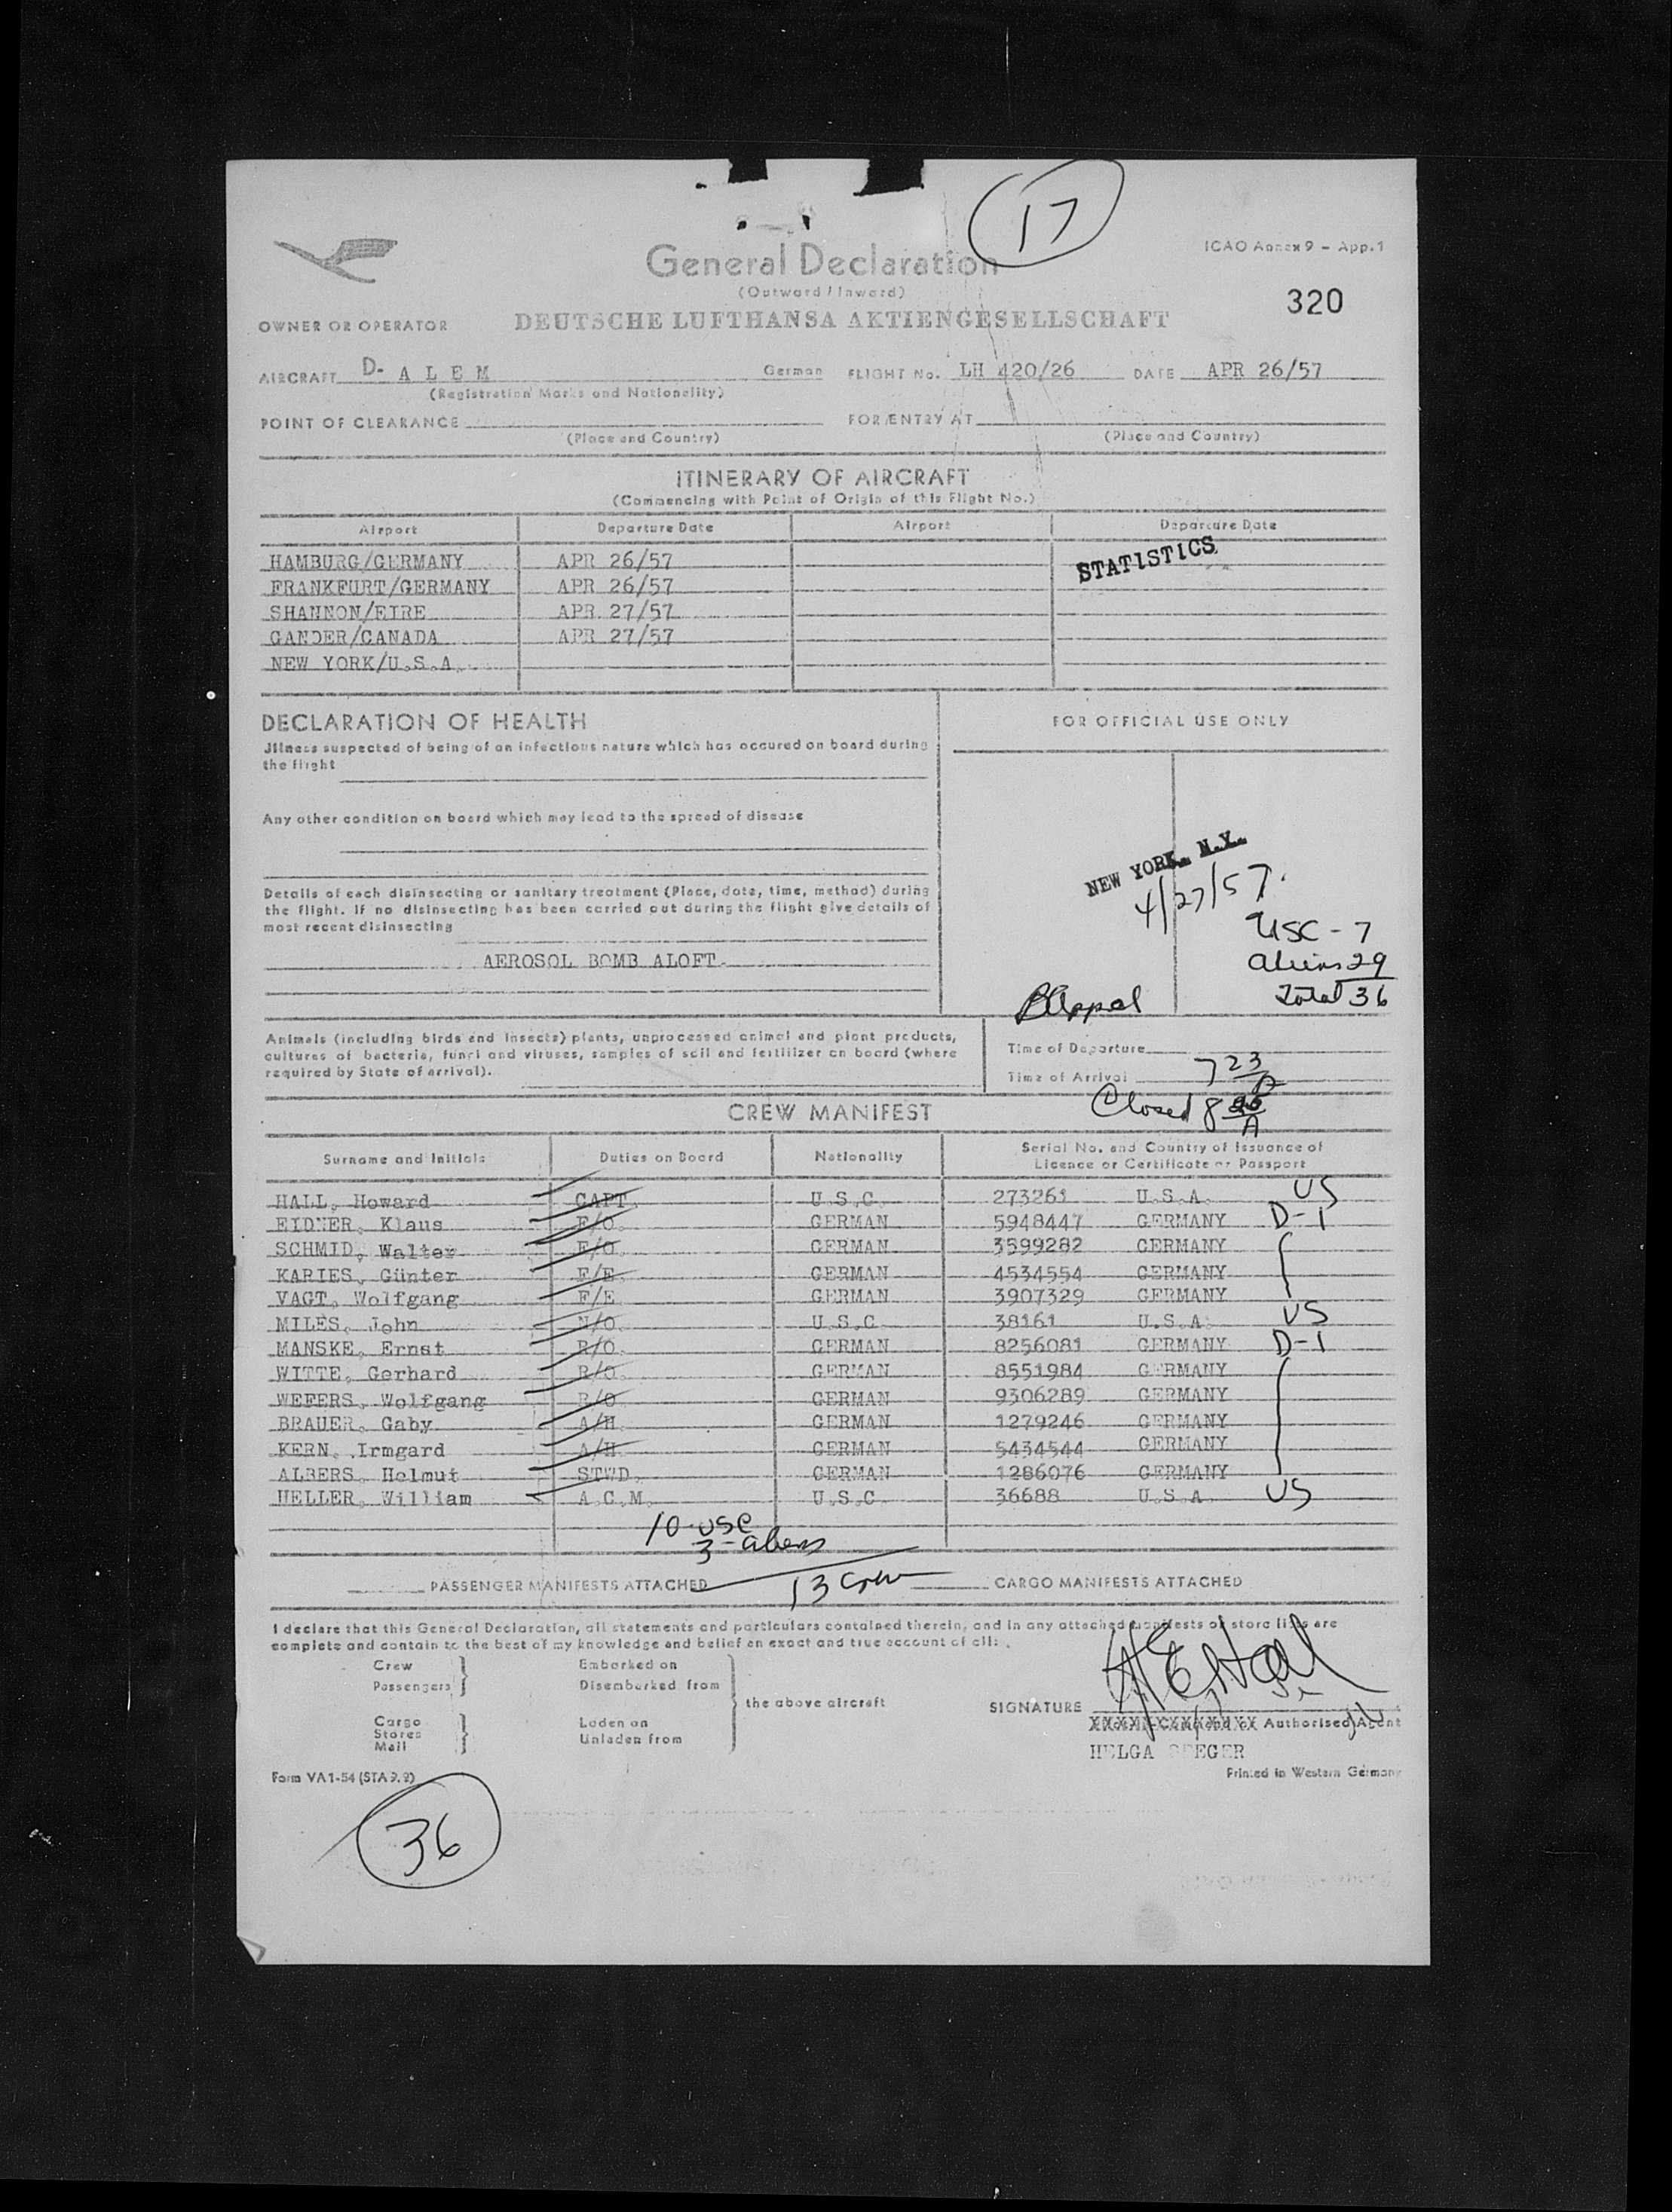 17
General Declaration
ICAO Annex 9 – App.1
(Outward / Inward)
320
OWNER OR OPERATOR DEUTSCHE LUFTHANSA AKTIENGESELLSCHAFT
AIRCRAFT D- A L E M German FLIGHT No. LH 420/26 DATE APR 26/57
(Registration Marks and Nationality)
POINT OF CLEARANCE FOR ENTRY AT
(Place and Country) (Place and Country)
ITINERARY OF AIRCRAFT
(Commencing with Point of Origin of this Flight No.)
Airport Departure Date Airport Departure Date
STATISTICS
HAMBURG/GERMANY APR 26/57
FRANKFURT/GERMANY APR 26/57
SHANNON/EIRE APR 27/57
GANDER/CANADA APR 27/57
NEW YORK/U.S.A.
DECLARATION OF HEALTH
Jilness suspected of being of an infectious nature which has occured on board during
the flight
Any other condition on board which may lead to the spread of disease
Details of each disinsecting or sanitary treatment (Place, date, time, method) during
the flight. If no disinsecting has been carried out during the flight give details of
most recent disinsecting
AEROSOL BOMB ALOFT.
FOR OFFICIAL USE ONLY
NEW YORK, N.Y.
4/27/57.
USC - 7
aliens 29
Total 36
Animals (including birds and insects) plants, unprocessed animal and plant products,
cultures of bacteria, fungi and viruses, samples of soil and fertilizer on board (where
required by State of arrival).
Time of Departure
Time of Arrival 723
Closed 8
A
CREW MANIFEST
Surname and Initials Duties on Board Nationality Serial No. and Country of Issuance of
Licence or Certificate or Passport
HALL, Howard CAPT. U.S.C. 273261 U.S.A. US
EIDNER, Klaus F/O. GERMAN 5948447 GERMANY D-1
SCHMID, Walter F/O. GERMAN 3599282 GERMANY
KARIES, Günter F/E. GERMAN 4534554 GERMANY
VAGT, Wolfgang F/E GERMAN 3907329 GERMANY
MILES, John N/O. U.S.C. 38161 U.S.A. US
MANSKE, Ernst R/O. GERMAN 8256081 GERMANY D-1
WITTE, Gerhard R/O. GERMAN 8551984 GERMANY
WEFERS, Wolfgang R/O GERMAN 9306289 GERMANY
BRAUER, Gaby A/H. GERMAN 1279246 GERMANY
KERN, Irmgard A/H. GERMAN 5434544 GERMANY
ALBERS, Helmut STWD. GERMAN 1286076 GERMANY
HELLER, William A.C.M. U.S.C. 36688 U.S.A. US
10-USC
3-aliens
13 crew
PASSENGER MANIFESTS ATTACHED CARGO MANIFESTS ATTACHED
I declare that this General Declaration, all statements and particulars contained therein, and in any attached manifests or store lists are
complete and contain to the best of my knowledge and belief an exact and true account of all:
Crew Embarked on
Passengers Disembarked from
the above aircraft
Cargo Laden on
Stores Unladen from
Mail
SIGNATURE
Authorised Agent
HELGA
Form VA1-54 (STA 9.2)
Printed in Western Germany
36